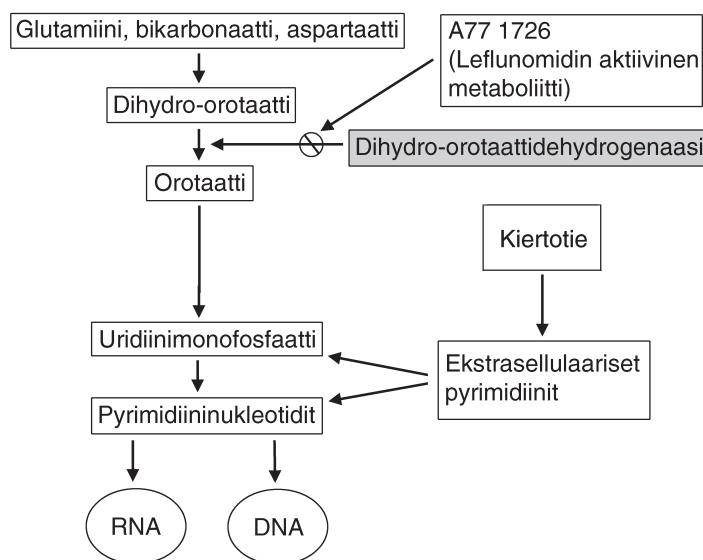 Glutamiini, bikarbonaatti, aspartaatti
A77 1726
(Leflunomidin aktiivinen
metaboliitti)
Dihydro-orotaatti
Dihydro-orotaattidehydrogenaasi
Orotaatti
Kiertotie
Uridiinimonofosfaatti
Ekstrasellulaariset
pyrimidiinit
Pyrimidiininukleotidit
RNA
DNA